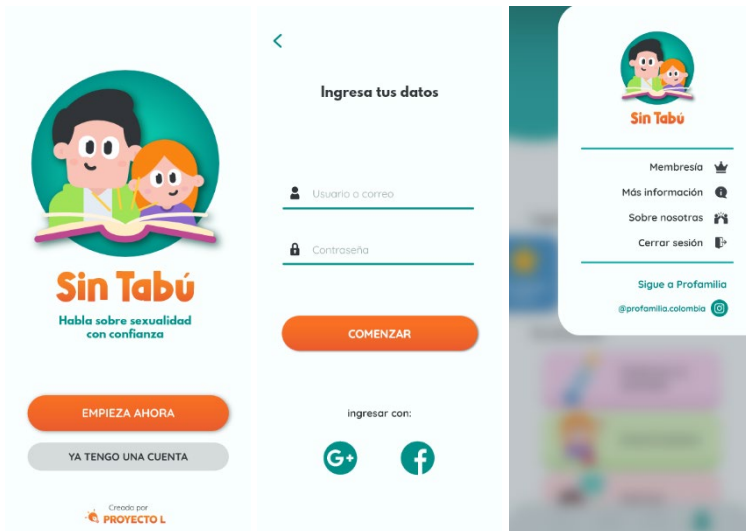 Sin Tabú
Habla sobre sexualidad
con confianza
EMPIEZA AHORA
YA TENGO UNA CUENTA
Creado por
PROYECTO L
Ingresa tus datos
Usuario o correo
Contraseña
COMENZAR
ingresar con:
G+
f
Sin Tabú
Membresía
Más información
Sobre nosotras
Cerrar sesión
Sigue a Profamilia
@profamilia.colombia